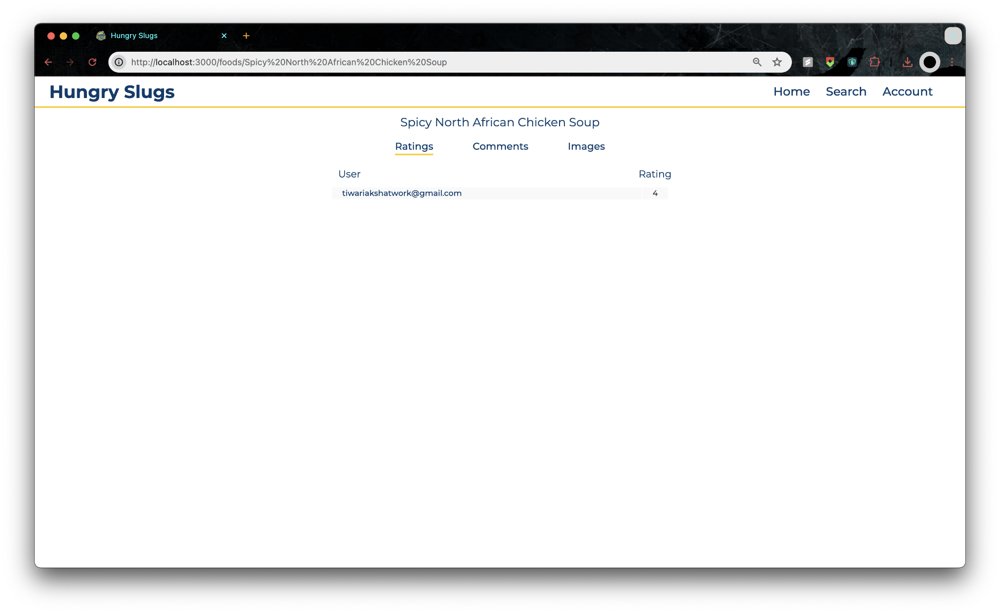 Hungry Slugs
http://localhost:3000/foods/Spicy%20North%20African%20Chicken%20Soup
Hungry Slugs
Home Search Account
Spicy North African Chicken Soup
Ratings Comments Images
User Rating
tiwariakshatwork@gmail.com 4